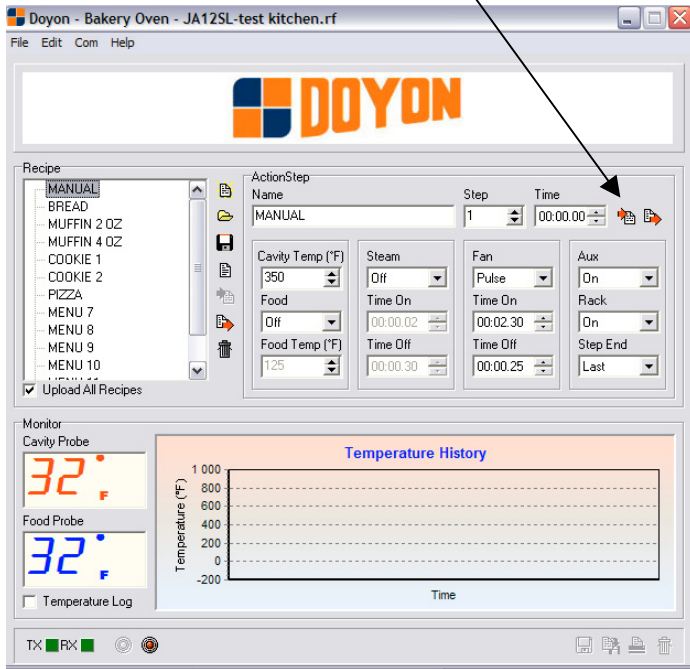 Doyon - Bakery Oven - JA12SL-test kitchen.rf
File Edit Com Help
DOYON
Recipe
MANUAL
BREAD
MUFFIN 2 OZ
MUFFIN 4 OZ
COOKIE 1
COOKIE 2
PIZZA
MENU 7
MENU 8
MENU 9
MENU 10
Upload All Recipes
ActionStep
Name Step Time
MANUAL 1 00:00.00
Cavity Temp (°F) Steam Fan Aux
350 Off Pulse On
Food Time On Time On Rack
Off 00:00.02 00:02.30 On
Food Temp (°F) Time Off Time Off Step End
125 00:00.30 00:00.25 Last
Monitor
Cavity Probe
32°F
Food Probe
32°F
Temperature Log
Temperature History
Temperature (°F)
1 000
800
600
400
200
0
-200
Time
TX RX